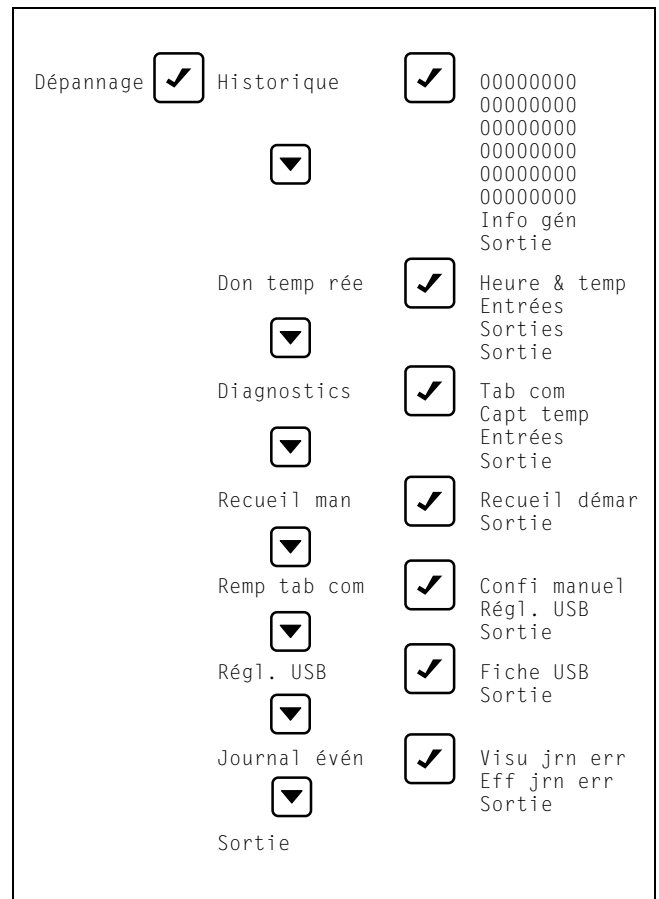 Dépannage Historique 00000000
00000000
00000000
00000000
00000000
00000000
Info gén
Sortie
Don temp rée Heure & temp
Entrées
Sorties
Sortie
Diagnostics Tab com
Capt temp
Entrées
Sortie
Recueil man Recueil démar
Sortie
Remp tab com Confi manuel
Régl. USB
Sortie
Régl. USB Fiche USB
Sortie
Journal évén Visu jrn err
Eff jrn err
Sortie
Sortie